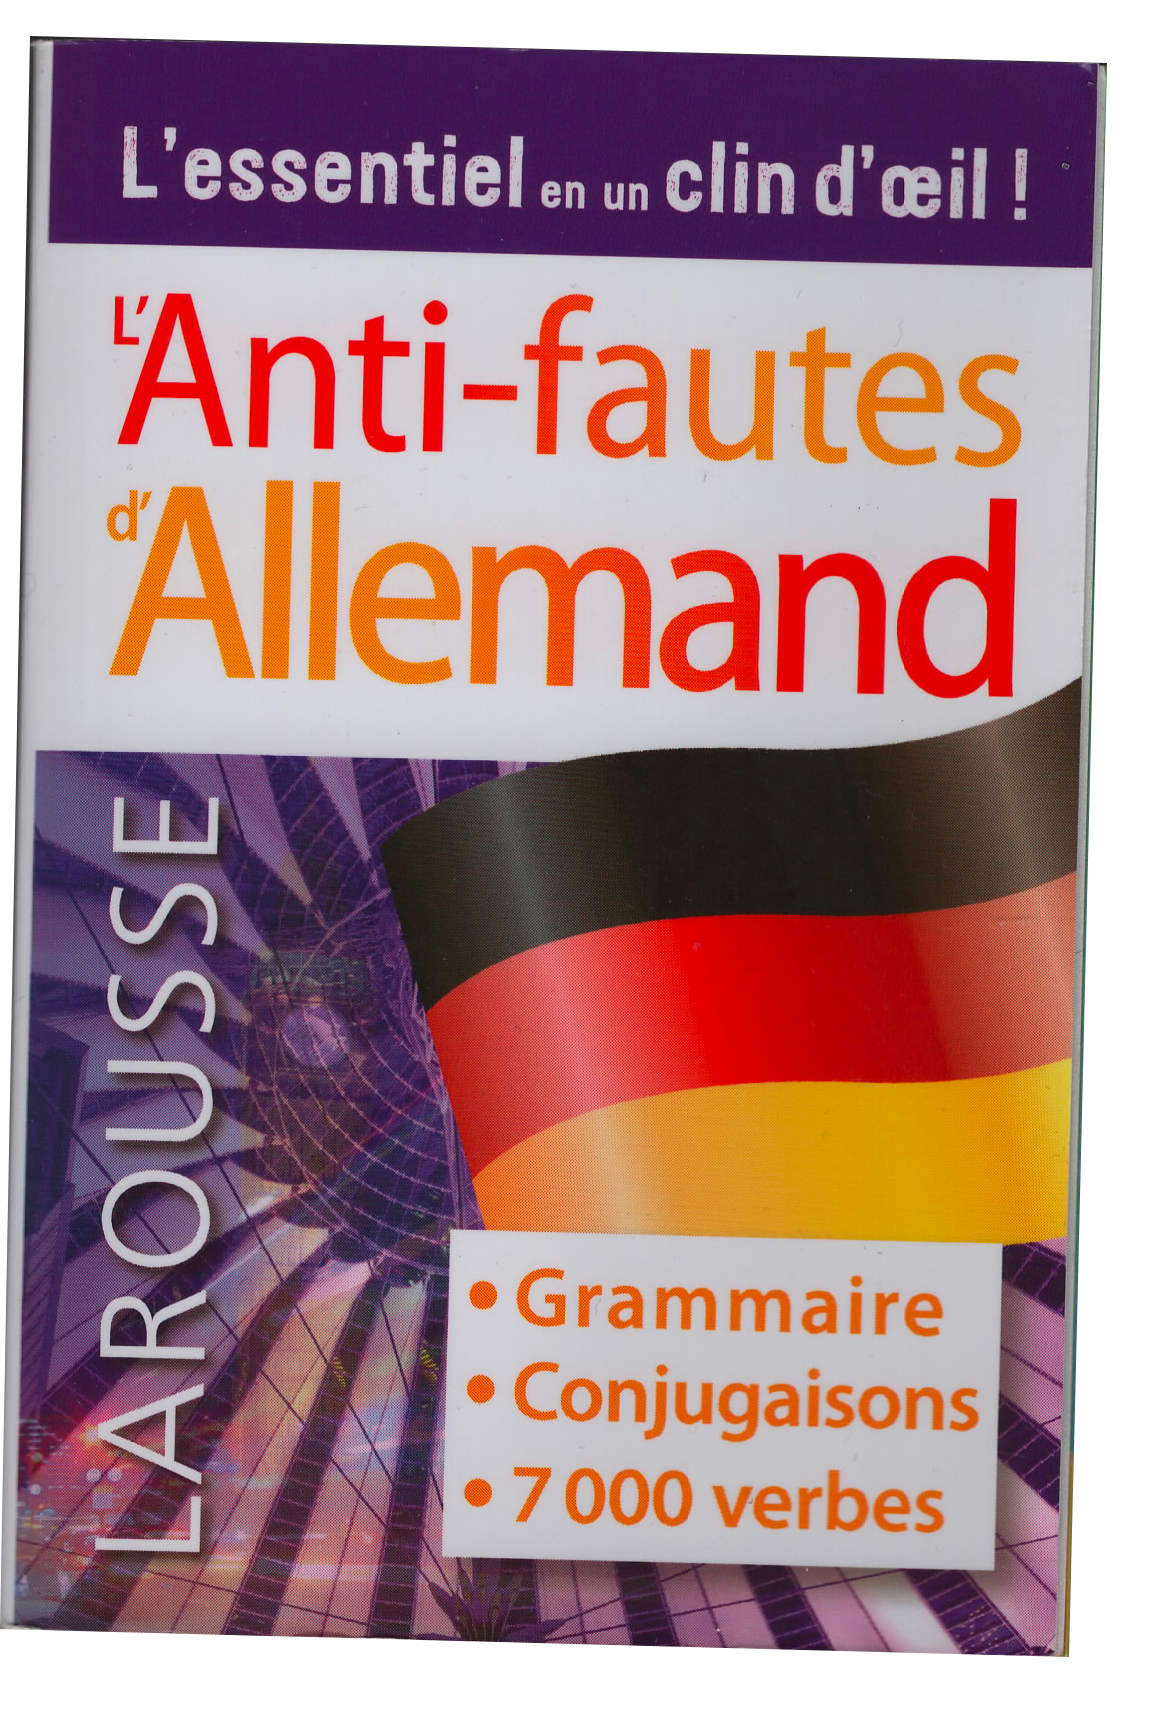 L'essentiel en un clin d'œil !
L'Anti-fautes
d'Allemand
LAROUSSE
• Grammaire
• Conjugaisons
• 7 000 verbes